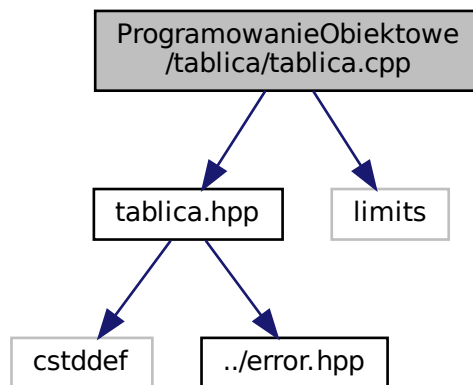 ProgramowanieObiektowe
/tablica/tablica.cpp
tablica.hpp
limits
cstddef
../error.hpp